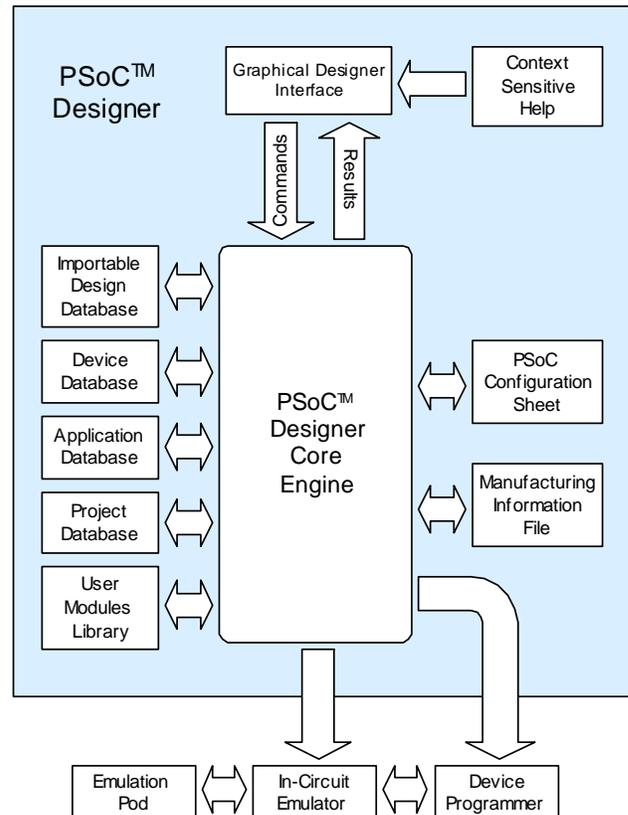 PSoC™
Designer
Graphical Designer
Interface
Context
Sensitive
Help
Commands
Results
Importable
Design
Database
Device
Database
Application
Database
Project
Database
User
Modules
Library
PSoC™
Designer
Core
Engine
PSoC
Configuration
Sheet
Manufacturing
Information
File
Emulation
Pod
In-Circuit
Emulator
Device
Programmer